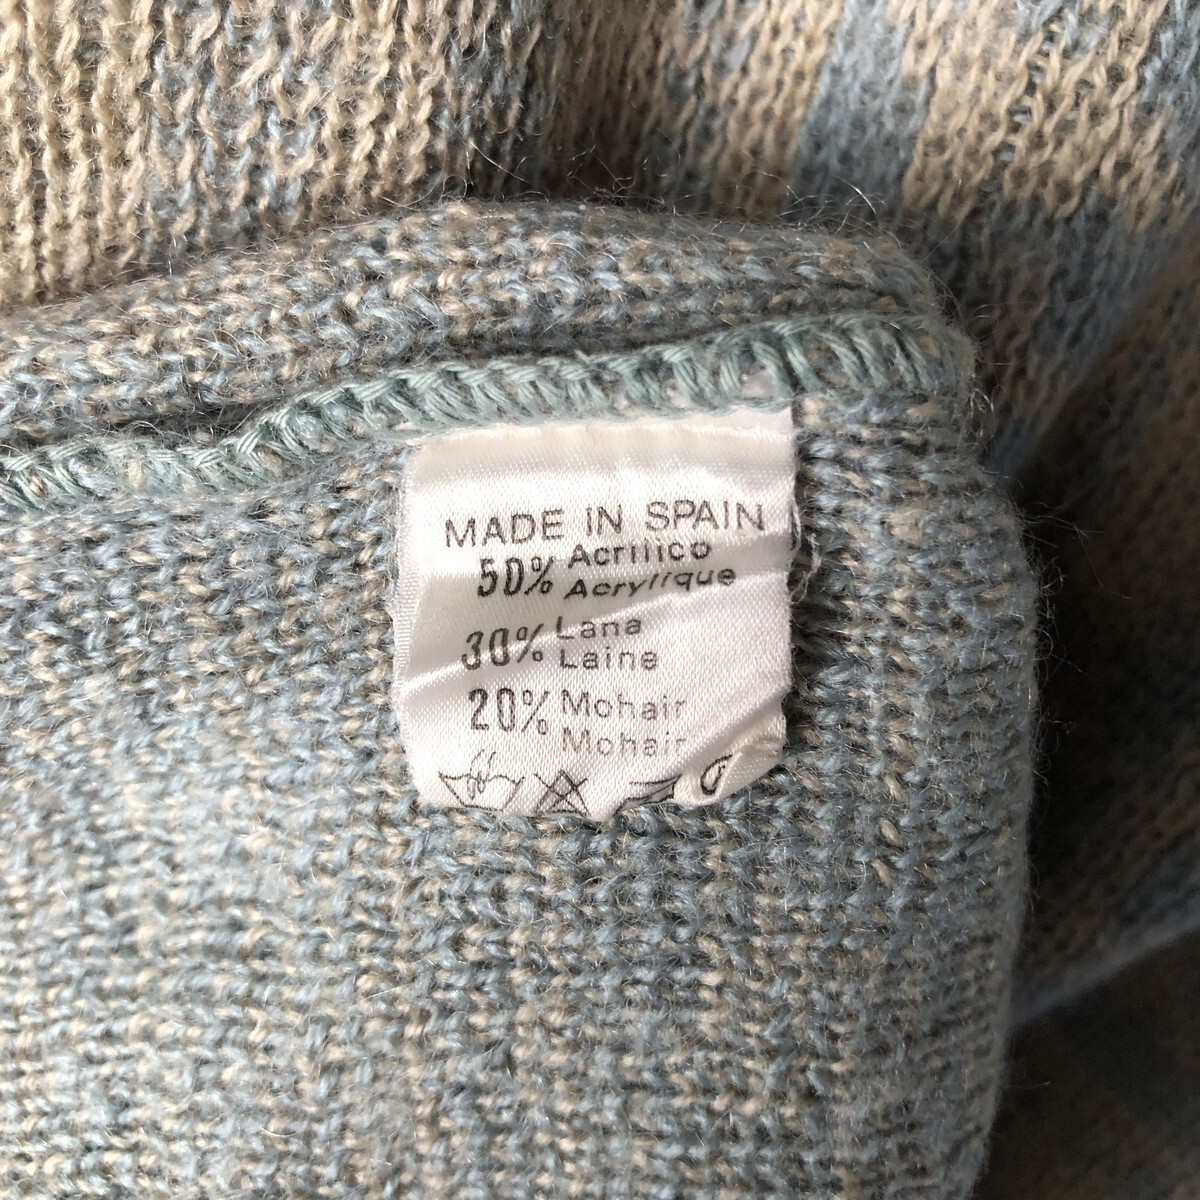 MADE IN SPAIN
50% Acrilico
Acrylique
30% Lana
Laine
20% Mohair
Mohair